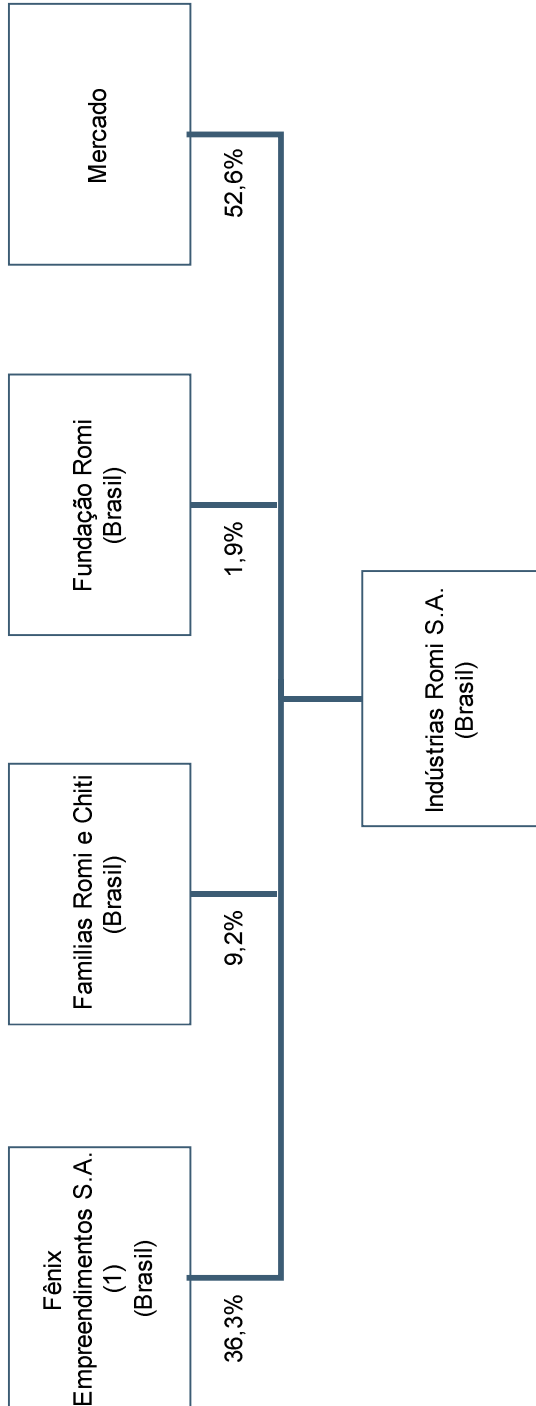 Fênix
Empreendimentos S.A.
(1)
(Brasil)
Familias Romi e Chiti
(Brasil)
Fundação Romi
(Brasil)
Mercado
36,3%
9,2%
1,9%
52,6%
Indústrias Romi S.A.
(Brasil)